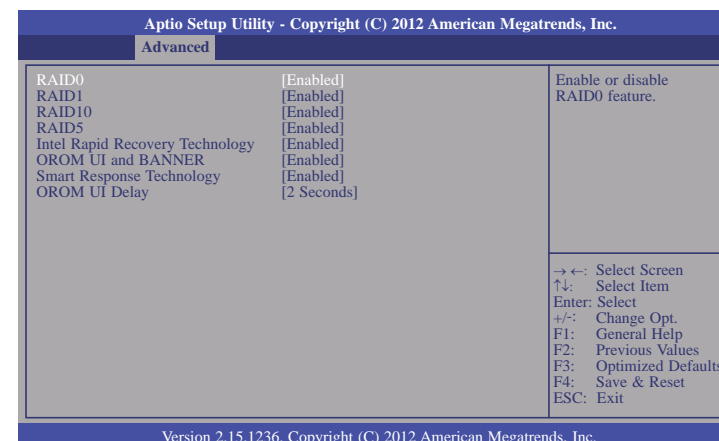 Aptio Setup Utility - Copyright (C) 2012 American Megatrends, Inc.
Advanced
RAID0 [Enabled]
RAID1 [Enabled]
RAID10 [Enabled]
RAID5 [Enabled]
Intel Rapid Recovery Technology [Enabled]
OROM UI and BANNER [Enabled]
Smart Response Technology [Enabled]
OROM UI Delay [2 Seconds]
Enable or disable
RAID0 feature.
→←: Select Screen
↑↓: Select Item
Enter: Select
+/-: Change Opt.
F1: General Help
F2: Previous Values
F3: Optimized Defaults
F4: Save & Reset
ESC: Exit
Version 2.15.1236. Copyright (C) 2012 American Megatrends, Inc.